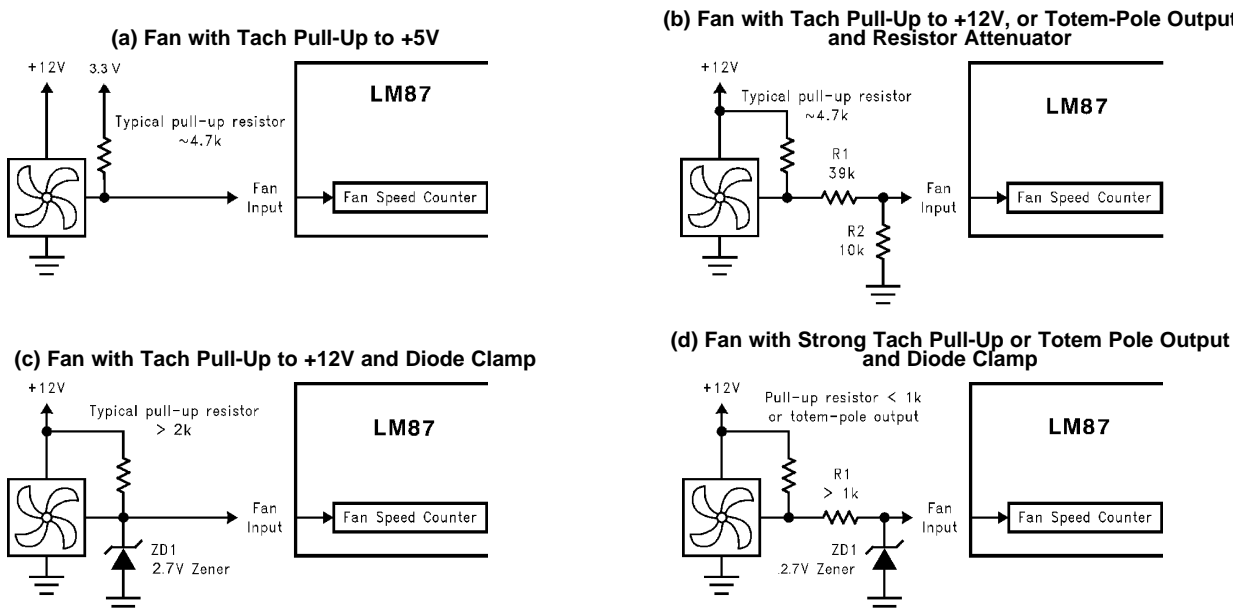 (a) Fan with Tach Pull-Up to +5V
+12V
3.3 V
Typical pull-up resistor
~4.7k
LM87
Fan
Input
Fan Speed Counter
(b) Fan with Tach Pull-Up to +12V, or Totem-Pole Output
and Resistor Attenuator
+12V
Typical pull-up resistor
~4.7k
R1
39k
R2
10k
LM87
Fan
Input
Fan Speed Counter
(c) Fan with Tach Pull-Up to +12V and Diode Clamp
+12V
Typical pull-up resistor
> 2k
LM87
Fan
Input
Fan Speed Counter
ZD1
2.7V Zener
(d) Fan with Strong Tach Pull-Up or Totem Pole Output
and Diode Clamp
+12V
Pull-up resistor < 1k
or totem-pole output
R1
> 1k
LM87
Fan
Input
Fan Speed Counter
ZD1
2.7V Zener